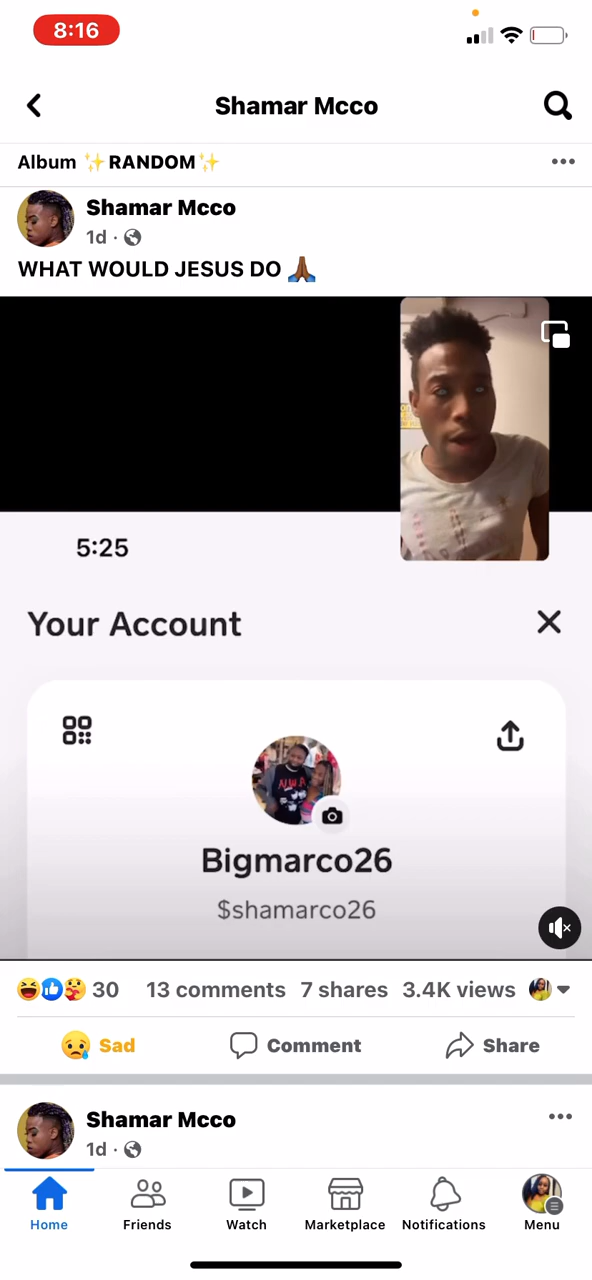 8:16
Shamar Mcco
Album ✨RANDOM✨
Shamar Mcco
1d ·
WHAT WOULD JESUS DO 🙏🏾
5:25
Your Account
NWA
Bigmarco26
$shamarco26
30 13 comments 7 shares 3.4K views
Sad Comment Share
Shamar Mcco
1d ·
Home Friends Watch Marketplace Notifications Menu